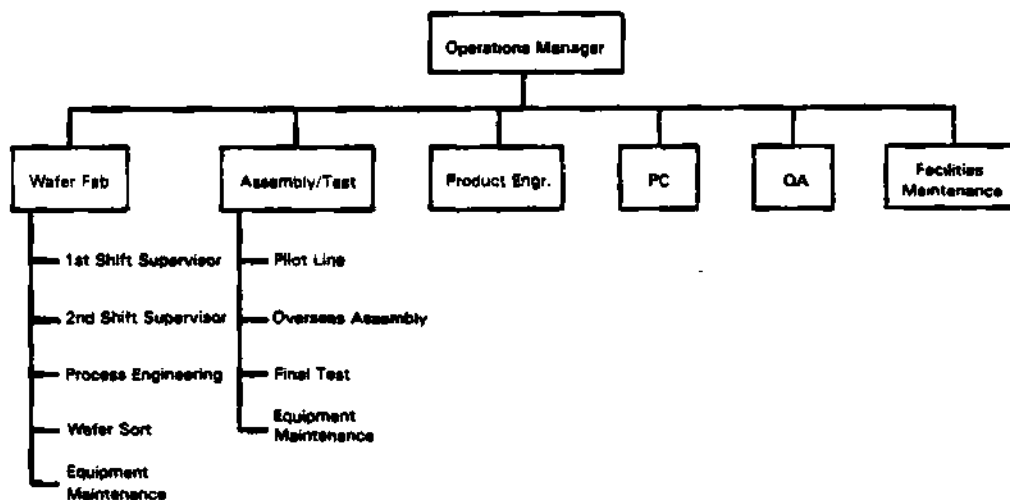 Operations Manager
Wafer Fab
Assembly/Test
Product Engr.
PC
QA
Facilities
Maintenance
1st Shift Supervisor
2nd Shift Supervisor
Process Engineering
Wafer Sort
Equipment
Maintenance
Pilot Line
Overseas Assembly
Final Test
Equipment
Maintenance